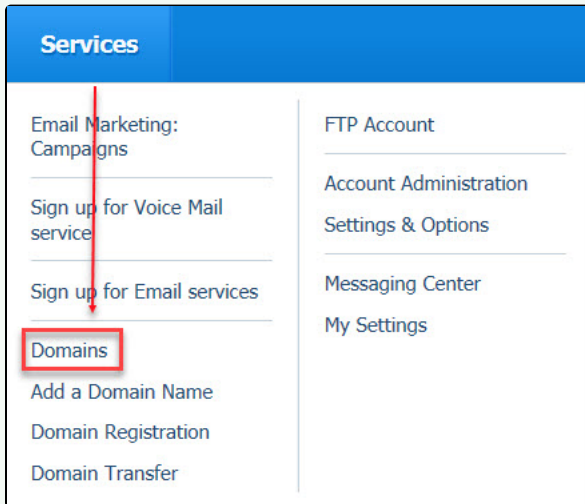 Services
Email Marketing:
Campaigns
Sign up for Voice Mail
service
Sign up for Email services
Domains
Add a Domain Name
Domain Registration
Domain Transfer
FTP Account
Account Administration
Settings & Options
Messaging Center
My Settings